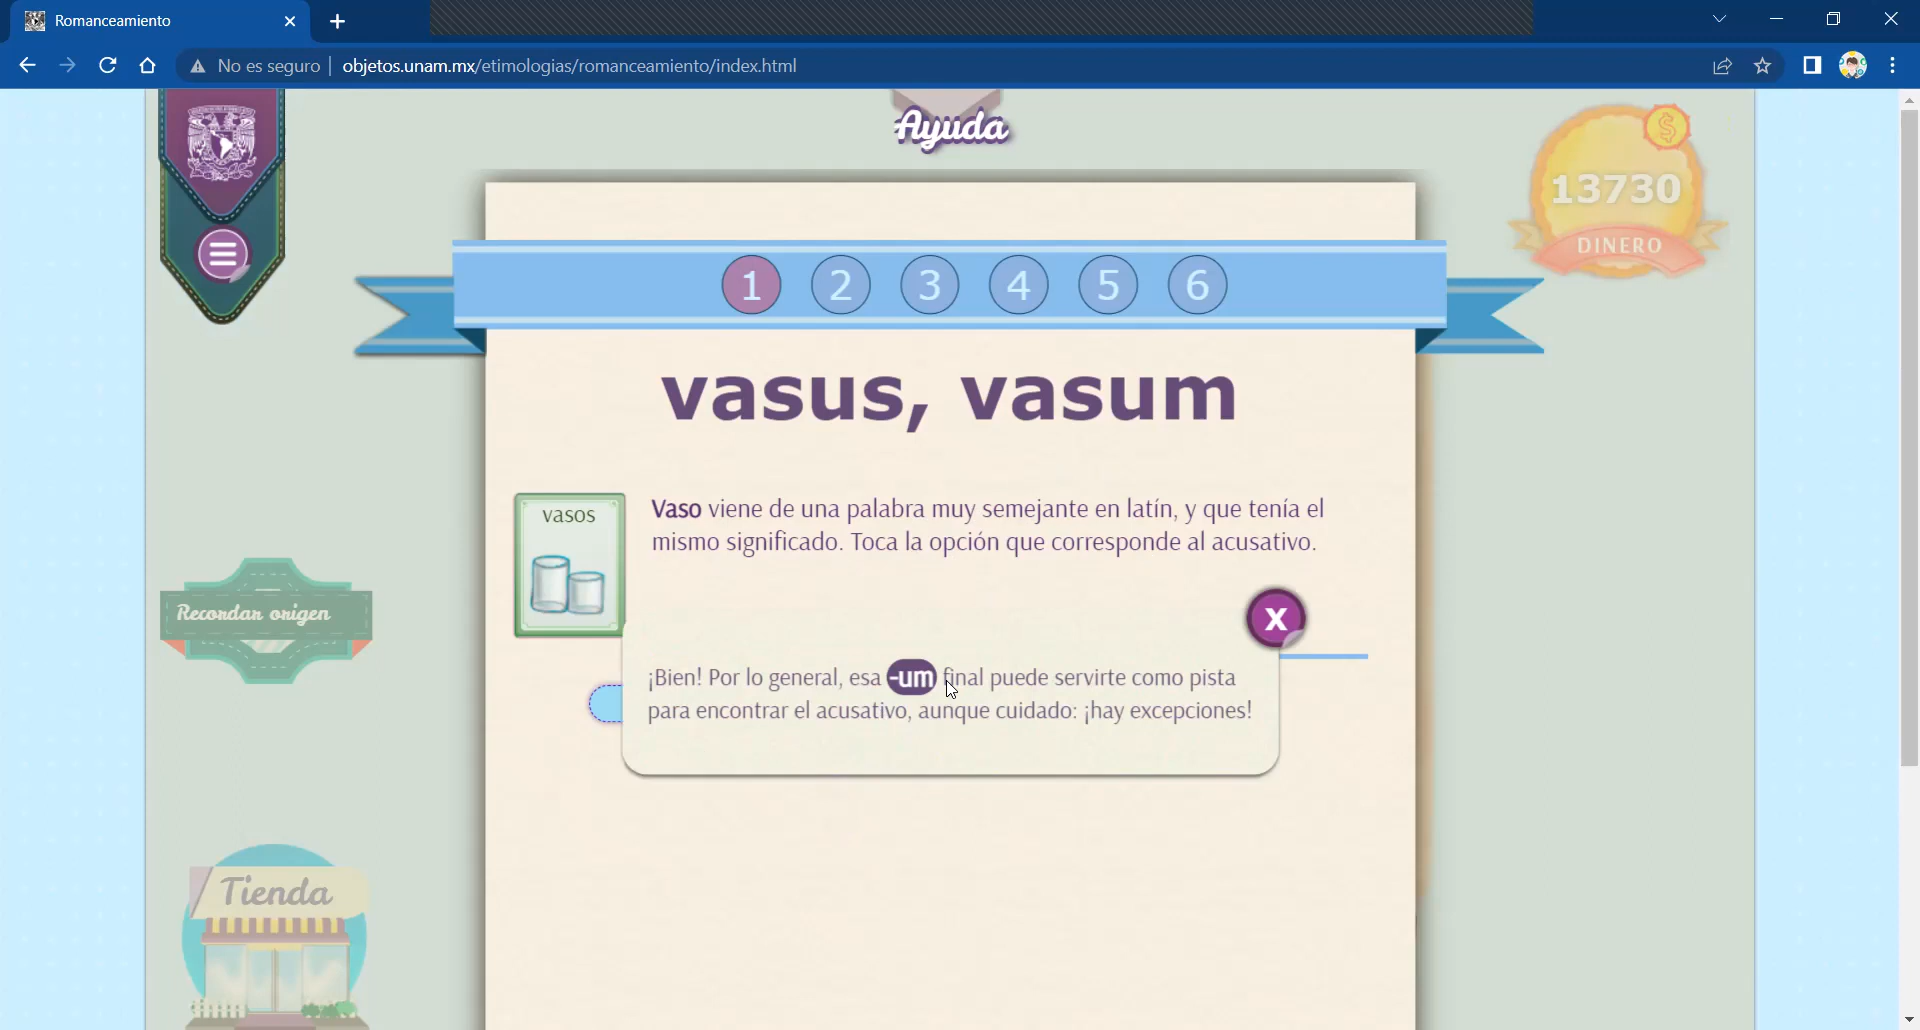 Romanceamiento
No es seguro
objetos.unam.mx/etimologias/romanceamiento/index.html
Ayuda
13730
DINERO
1 2 3 4 5 6
vasus, vasum
vasos
Vaso viene de una palabra muy semejante en latín, y que tenía el
mismo significado. Toca la opción que corresponde al acusativo.
Recordar origen
X
¡Bien! Por lo general, esa -um final puede servirte como pista
para encontrar el acusativo, aunque cuidado: ¡hay excepciones!
Tienda